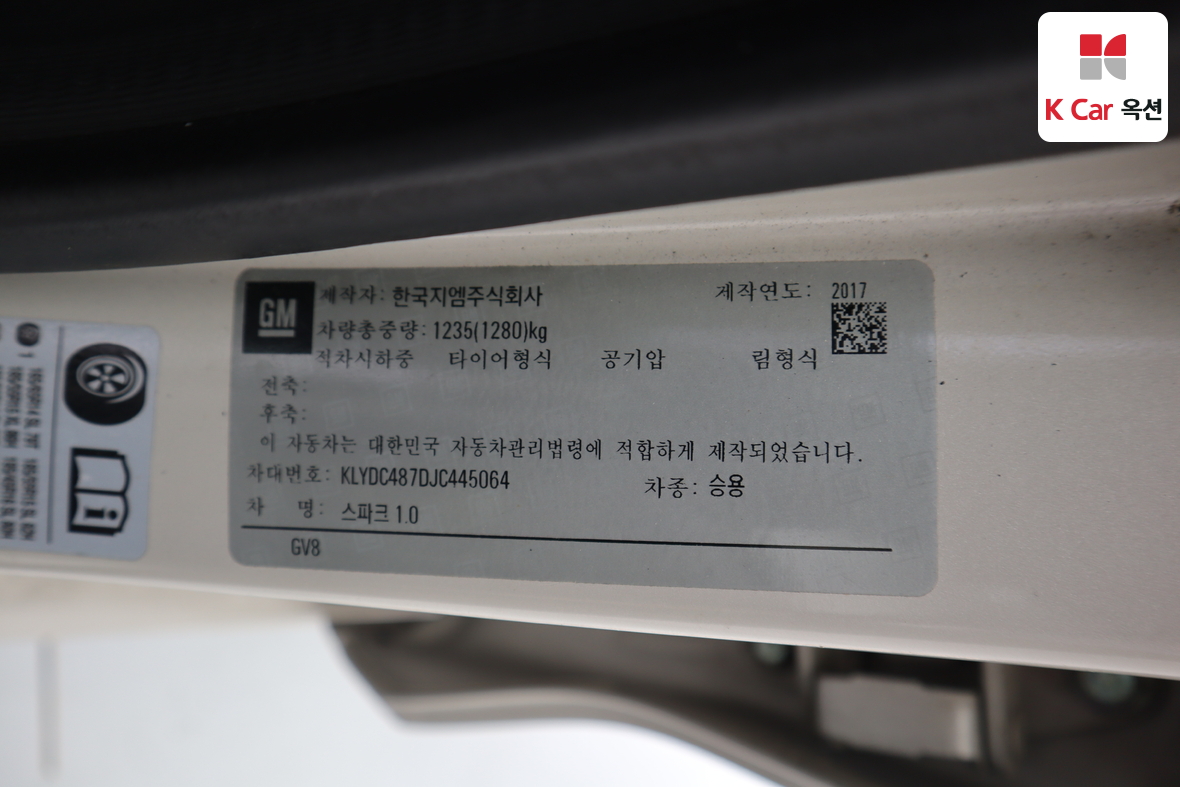 K Car 옥션
GM
제작자: 한국지엠주식회사
제작연도: 2017
차량총중량: 1235(1280)kg
적차시하중 타이어형식 공기압 림형식
전축:
후축:
이 자동차는 대한민국 자동차관리법령에 적합하게 제작되었습니다.
차대번호: KLYDC487DJC445064
차종: 승용
차 명: 스파크 1.0
GV8